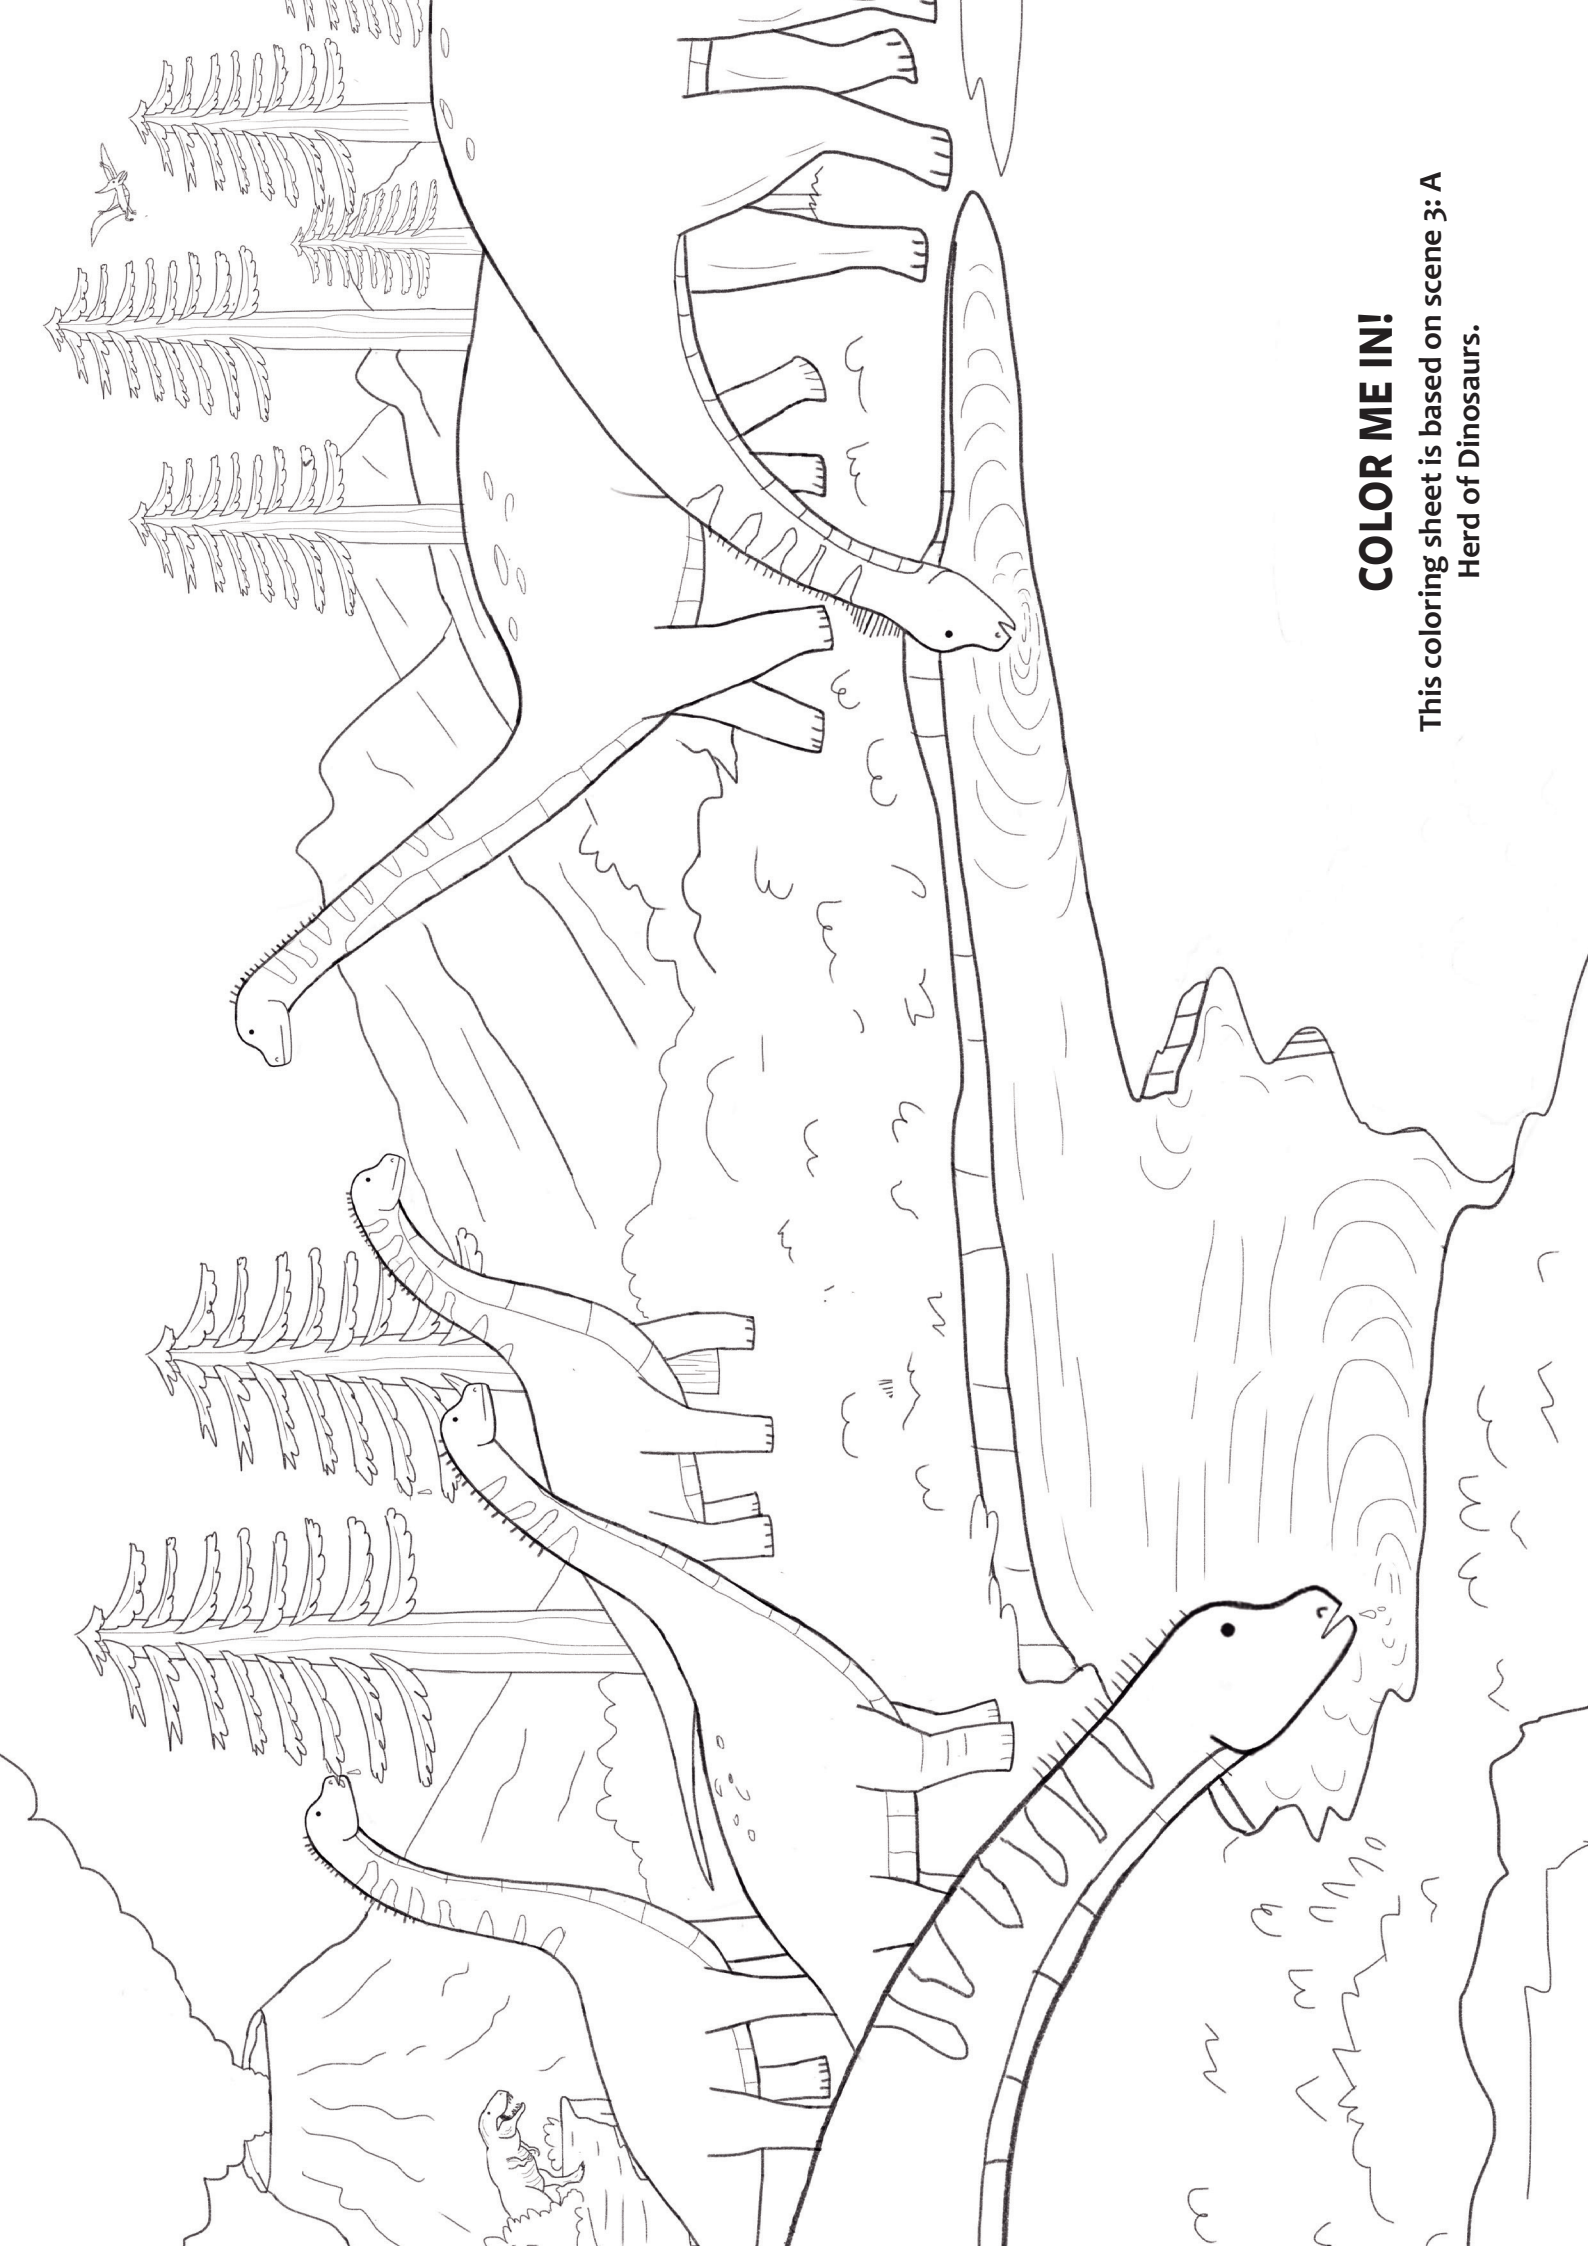 COLOR ME IN!
This coloring sheet is based on scene 3: A
Herd of Dinosaurs.